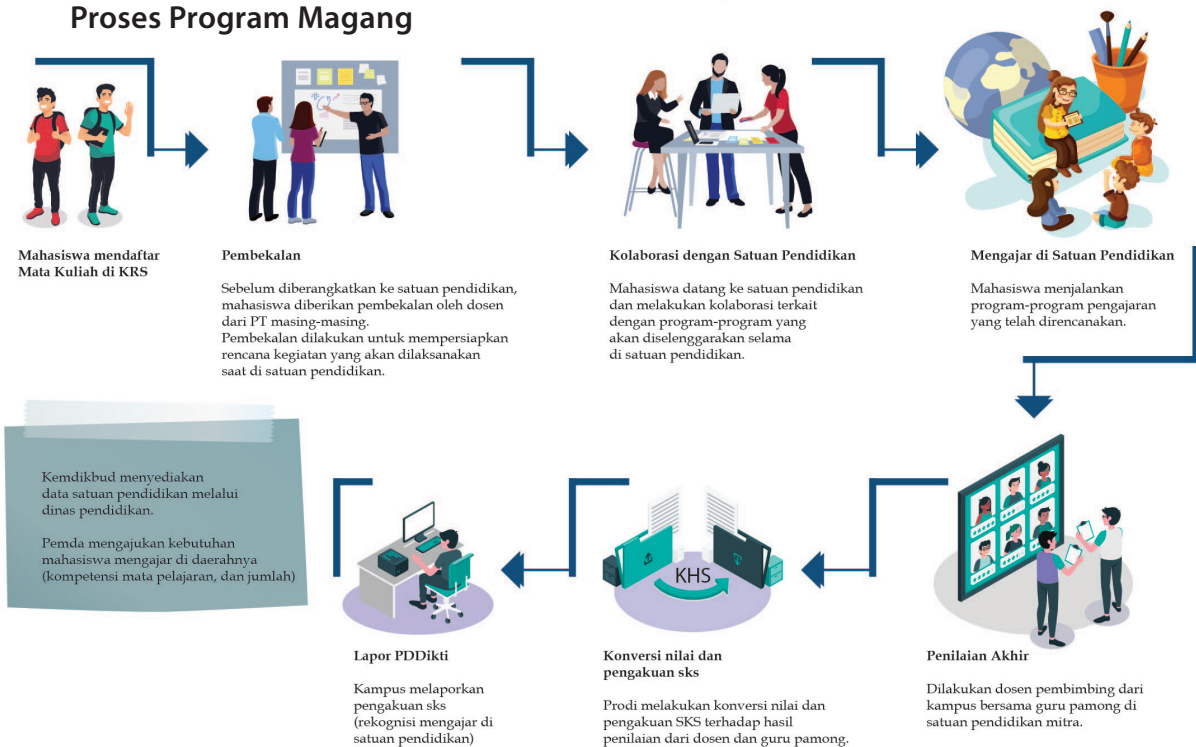 Proses Program Magang
Mahasiswa mendaftar
Mata Kuliah di KRS
Pembekalan
Sebelum diberangkatkan ke satuan pendidikan,
mahasiswa diberikan pembekalan oleh dosen
dari PT masing-masing.
Pembekalan dilakukan untuk mempersiapkan
rencana kegiatan yang akan dilaksanakan
saat di satuan pendidikan.
Kolaborasi dengan Satuan Pendidikan
Mahasiswa datang ke satuan pendidikan
dan melakukan kolaborasi terkait
dengan program-program yang
akan diselenggarakan selama
di satuan pendidikan.
Mengajar di Satuan Pendidikan
Mahasiswa menjalankan
program-program pengajaran
yang telah direncanakan.
Penilaian Akhir
Dilakukan dosen pembimbing dari
kampus bersama guru pamong di
satuan pendidikan mitra.
KHS
Konversi nilai dan
pengakuan sks
Prodi melakukan konversi nilai dan
pengakuan SKS terhadap hasil
penilaian dari dosen dan guru pamong.
Lapor PDDikti
Kampus melaporkan
pengakuan sks
(rekognisi mengajar di
satuan pendidikan)
Kemdikbud menyediakan
data satuan pendidikan melalui
dinas pendidikan.
Pemda mengajukan kebutuhan
mahasiswa mengajar di daerahnya
(kompetensi mata pelajaran, dan jumlah)